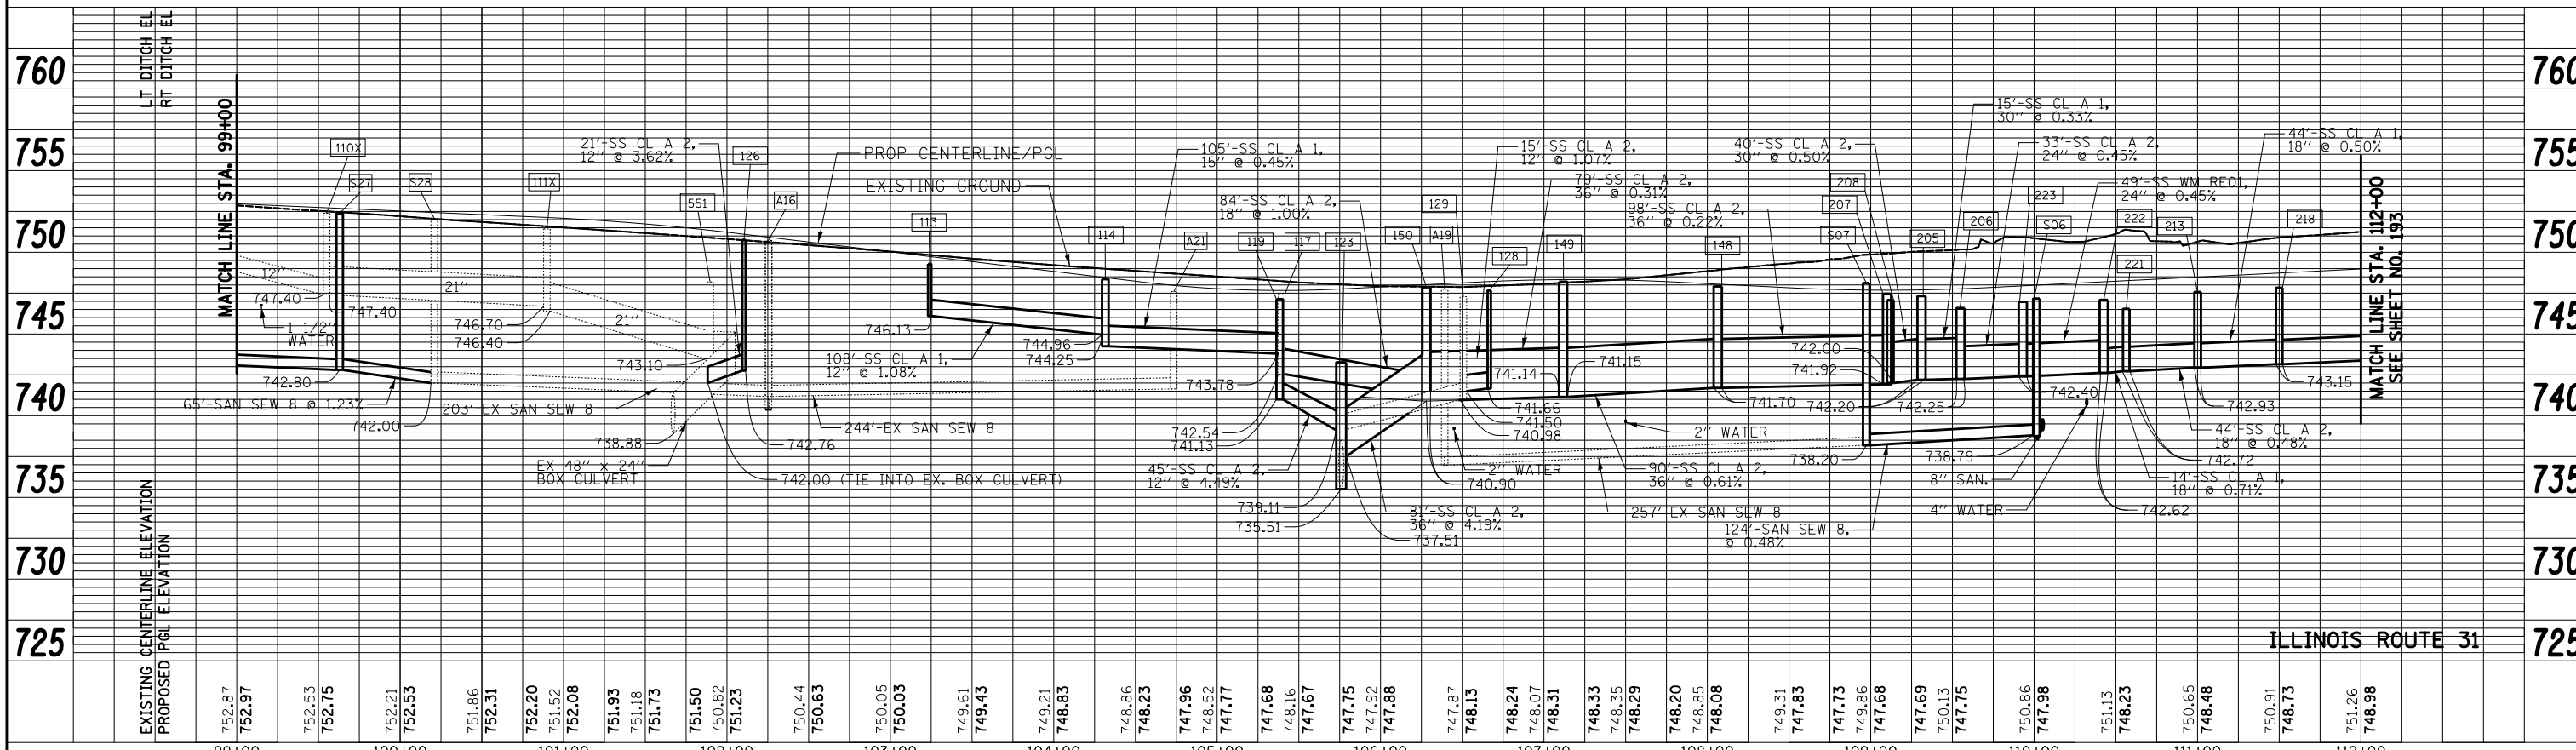 760
755
750
745
740
735
730
725
LT DITCH EL
RT DITCH EL
EXISTING CENTERLINE ELEVATION
PROPOSED PGL ELEVATION
MATCH LINE STA. 99+00
12''
747.40
1 1/2''
WATER
742.80
65'-SAN SEW 8 @ 1.23%
110X
S27
747.40
S28
742.00
21''
111X
746.70
746.40
21''
203'-EX SAN SEW 8
EX 48'' x 24''
BOX CULVERT
21'-SS CL A 2,
12'' @ 3.62%
551
126
A16
743.10
738.88
742.76
742.00 (TIE INTO EX. BOX CULVERT)
244'-EX SAN SEW 8
PROP CENTERLINE/PGL
EXISTING GROUND
113
746.13
108'-SS CL A 1,
12'' @ 1.08%
114
744.96
744.25
105'-SS CL A 1,
15'' @ 0.45%
A21
84'-SS CL A 2,
18'' @ 1.00%
119
117
123
743.78
742.54
741.13
45'-SS CL A 2,
12'' @ 4.49%
739.11
735.51
737.51
81'-SS CL A 2,
36'' @ 4.19%
150
129
A19
128
15' SS CL A 2,
12'' @ 1.07%
79'-SS CL A 2,
36'' @ 0.31%
149
741.14
741.15
741.66
741.50
740.98
2'' WATER
740.90
2'' WATER
90'-SS CL A 2,
36'' @ 0.61%
257'-EX SAN SEW 8
98'-SS CL A 2,
36'' @ 0.22%
148
741.70
40'-SS CL A 2,
30'' @ 0.50%
208
207
S07
742.00
741.92
742.20
738.20
124'-SAN SEW 8,
@ 0.48%
205
742.25
206
15'-SS CL A 1,
30'' @ 0.33%
33'-SS CL A 2,
24'' @ 0.45%
223
S06
742.40
738.79
8'' SAN.
4'' WATER
49'-SS WM REQ1,
24'' @ 0.45%
222
221
213
742.93
44'-SS CL A 2,
18'' @ 0.48%
742.72
14'-SS CL A 1,
18'' @ 0.71%
742.62
44'-SS CL A 1,
18'' @ 0.50%
218
743.15
MATCH LINE STA. 112+00
SEE SHEET NO. 193
ILLINOIS ROUTE 31
760
755
750
745
740
735
730
725
752.87
752.97
752.53
752.75
752.21
752.53
751.86
752.31
752.20
751.52
752.08
751.93
751.18
751.73
751.50
750.82
751.23
750.44
750.63
750.05
750.03
749.61
749.43
749.21
748.83
748.86
748.23
747.96
748.52
747.77
747.68
748.16
747.67
747.75
747.92
747.88
747.87
748.13
748.24
748.07
748.31
748.33
748.35
748.29
748.20
748.85
748.08
749.31
747.83
747.73
749.86
747.68
747.69
750.13
747.75
750.86
747.98
751.13
748.23
750.65
748.48
750.91
748.73
751.26
748.98